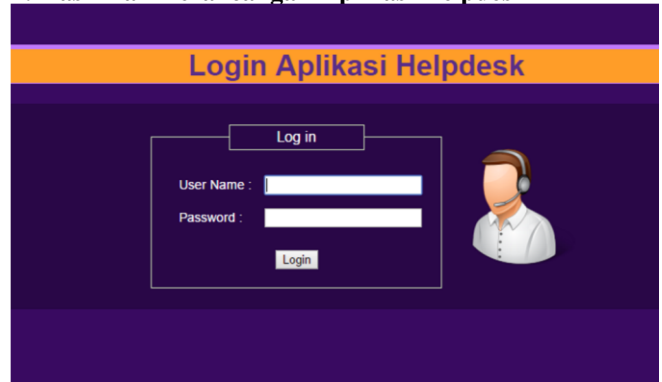 Login Aplikasi Helpdesk
Log in
User Name :
Password :
Login